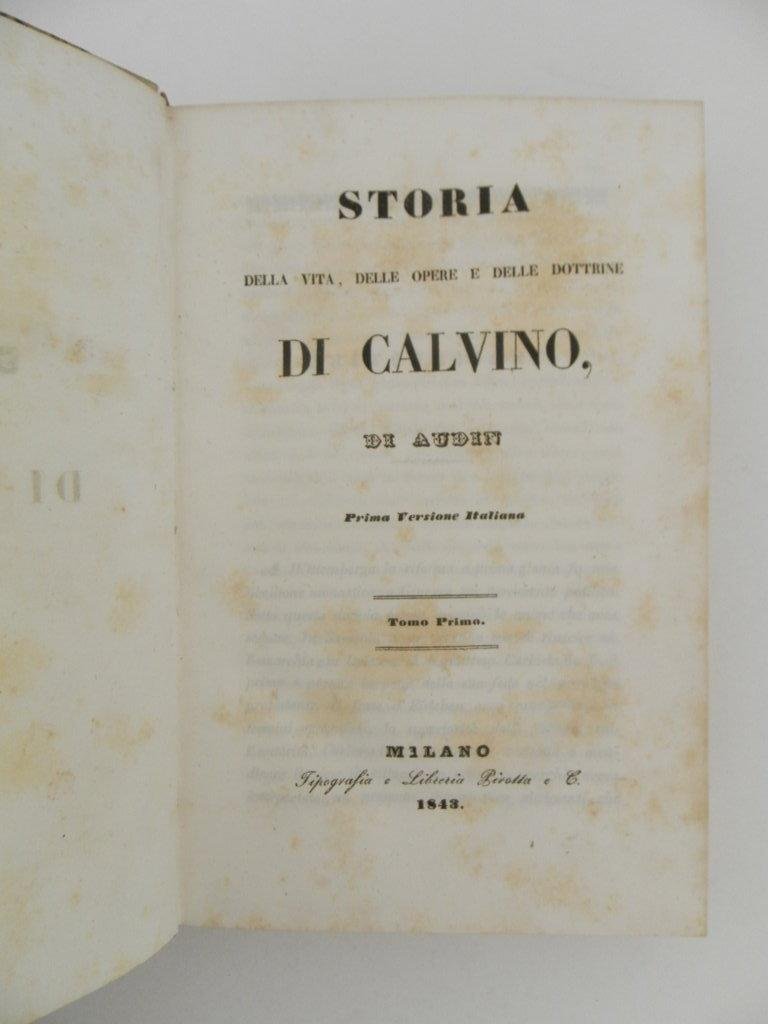 STORIA
DELLA VITA, DELLE OPERE E DELLE DOTTRINE
DI CALVINO,
DI AUDIN
Prima Versione Italiana
Tomo Primo.
MILANO
Tipografia e Libreria Pirotta e C.
1843.